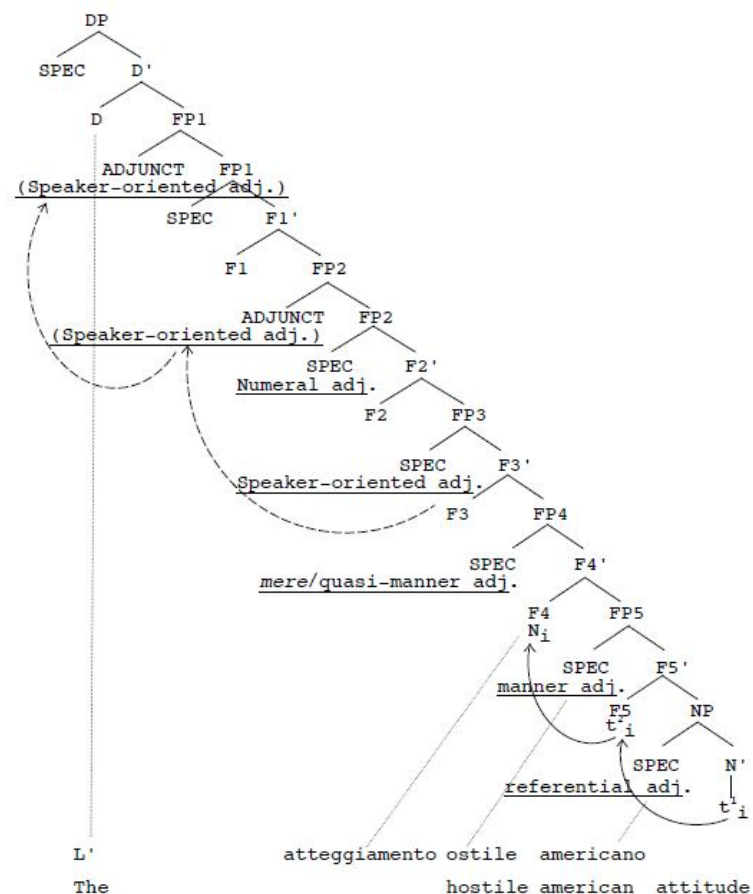 DP
SPEC D'
D FP1
ADJUNCT FP1
(Speaker-oriented adj.)
SPEC F1'
F1 FP2
ADJUNCT FP2
(Speaker-oriented adj.)
SPEC F2'
Numeral adj.
F2 FP3
SPEC F3'
Speaker-oriented adj.
F3 FP4
SPEC F4'
mere/quasi-manner adj.
F4 FP5
Nᵢ
SPEC F5'
manner adj.
F5 NP
t²ᵢ
SPEC N'
referential adj.
t¹ᵢ
L' atteggiamento ostile americano
The hostile american attitude